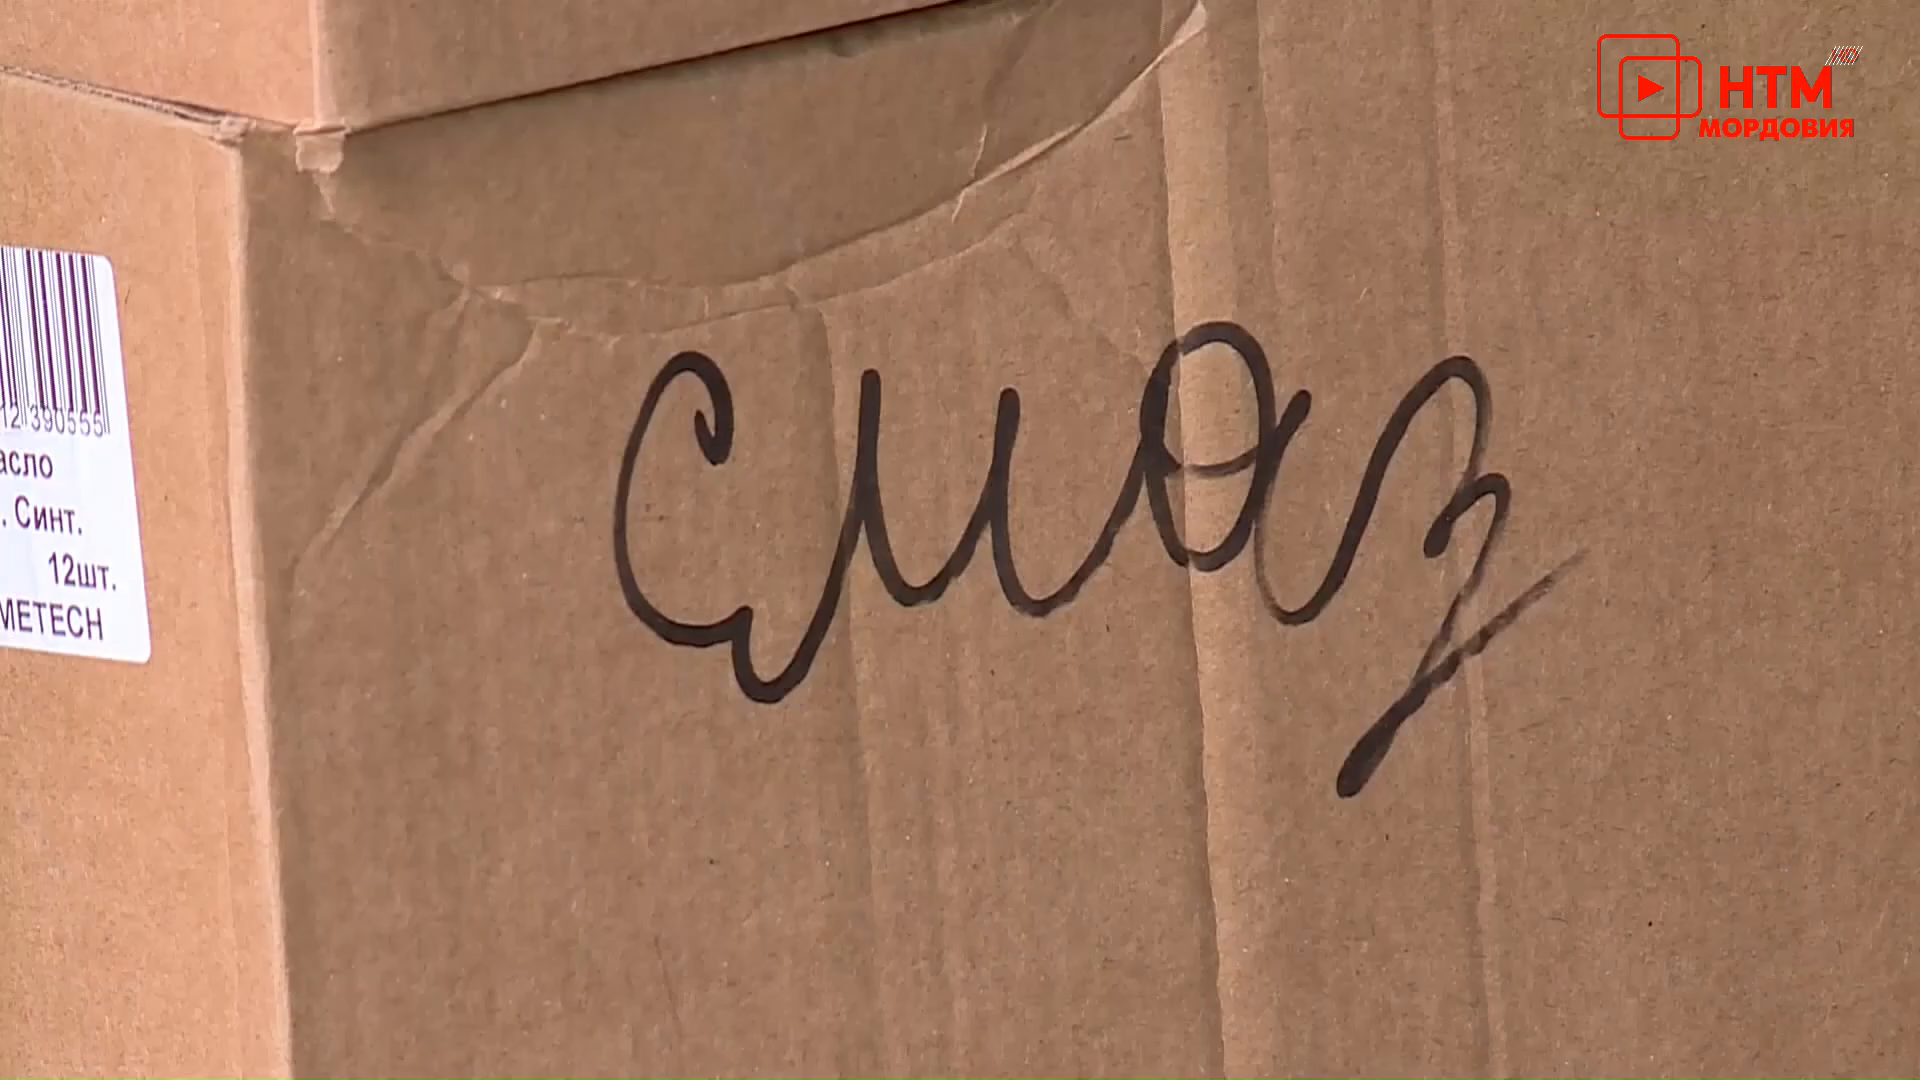 НТМ
МОРДОВИЯ
12 390555
асло
. Синт.
12шт.
METECH
Смаз